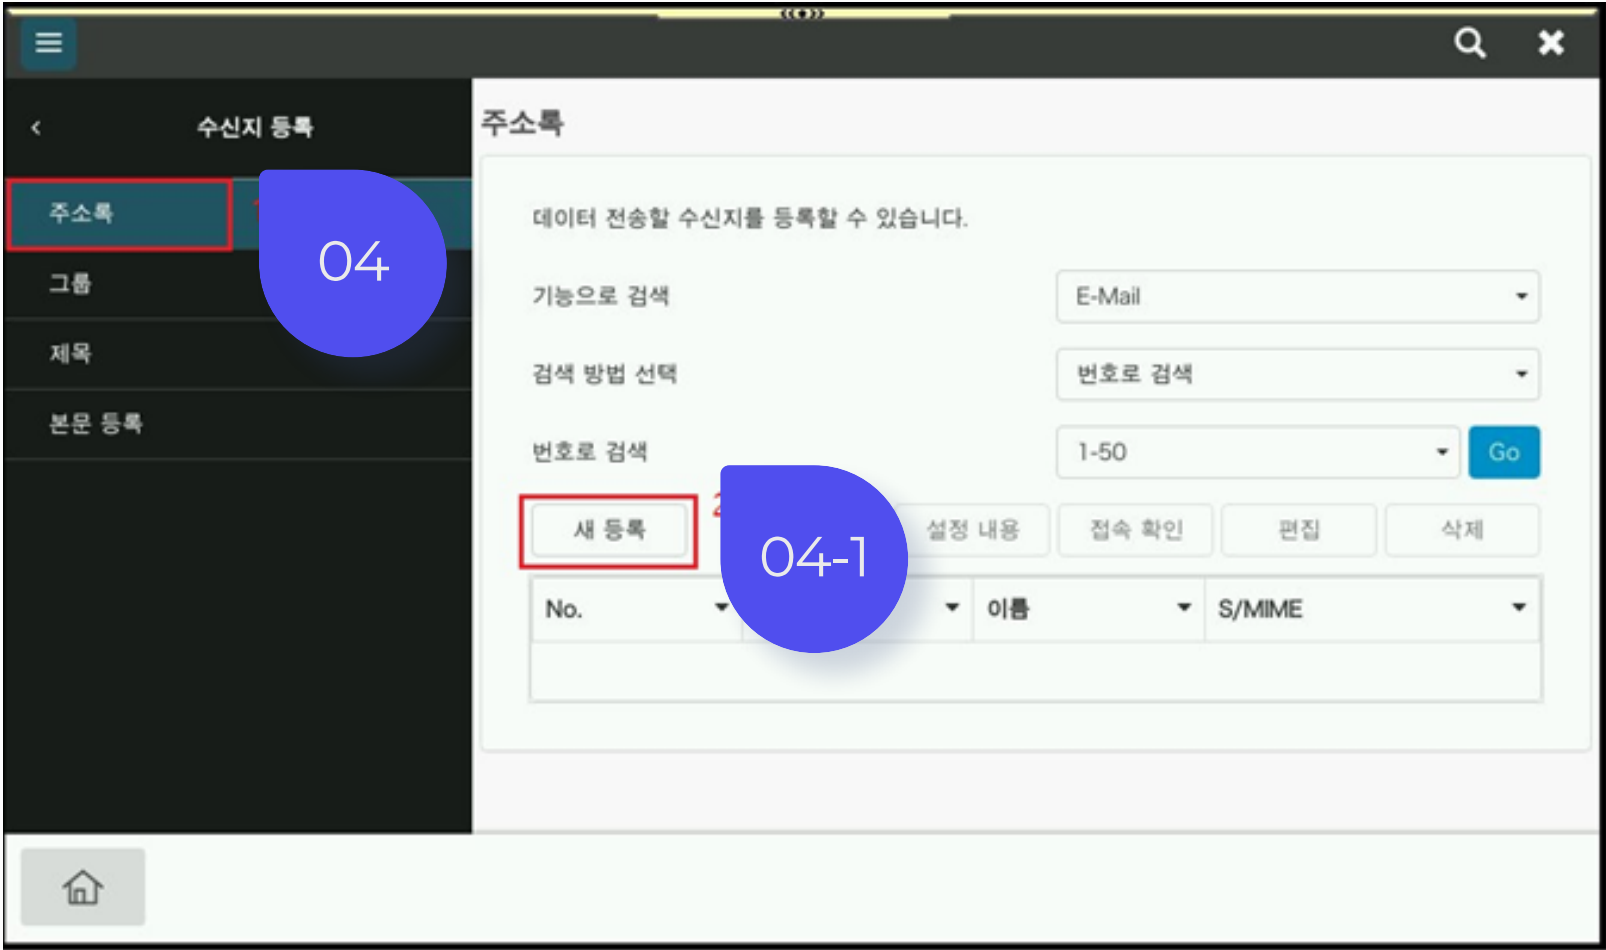 수신지 등록
주소록
그룹
제목
본문 등록
04
주소록
데이터 전송할 수신지를 등록할 수 있습니다.
기능으로 검색 E-Mail
검색 방법 선택 번호로 검색
번호로 검색 1-50 Go
새 등록 설정 내용 접속 확인 편집 삭제
04-1
No. 이름 S/MIME